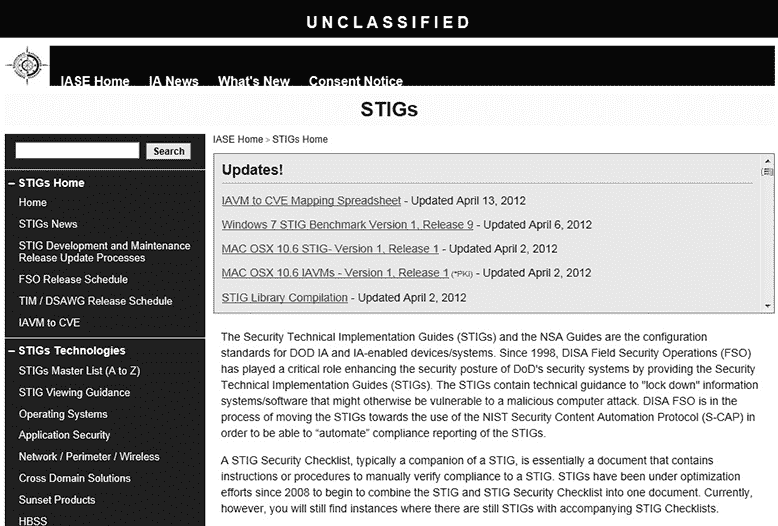 UNCLASSIFIED
IASE Home IA News What's New Consent Notice
STIGs
Search
– STIGs Home
Home
STIGs News
STIG Development and Maintenance
Release Update Processes
FSO Release Schedule
TIM / DSAWG Release Schedule
IAVM to CVE
– STIGs Technologies
STIGs Master List (A to Z)
STIG Viewing Guidance
Operating Systems
Application Security
Network / Perimeter / Wireless
Cross Domain Solutions
Sunset Products
HBSS
IASE Home > STIGs Home
Updates!
IAVM to CVE Mapping Spreadsheet - Updated April 13, 2012
Windows 7 STIG Benchmark Version 1, Release 9 - Updated April 6, 2012
MAC OSX 10.6 STIG- Version 1, Release 1 - Updated April 2, 2012
MAC OSX 10.6 IAVMs - Version 1, Release 1 (*PKI) - Updated April 2, 2012
STIG Library Compilation - Updated April 2, 2012
The Security Technical Implementation Guides (STIGs) and the NSA Guides are the configuration
standards for DOD IA and IA-enabled devices/systems. Since 1998, DISA Field Security Operations (FSO)
has played a critical role enhancing the security posture of DoD's security systems by providing the Security
Technical Implementation Guides (STIGs). The STIGs contain technical guidance to "lock down" information
systems/software that might otherwise be vulnerable to a malicious computer attack. DISA FSO is in the
process of moving the STIGs towards the use of the NIST Security Content Automation Protocol (S-CAP) in
order to be able to “automate” compliance reporting of the STIGs.
A STIG Security Checklist, typically a companion of a STIG, is essentially a document that contains
instructions or procedures to manually verify compliance to a STIG. STIGs have been under optimization
efforts since 2008 to begin to combine the STIG and STIG Security Checklist into one document. Currently,
however, you will still find instances where there are still STIGs with accompanying STIG Checklists.